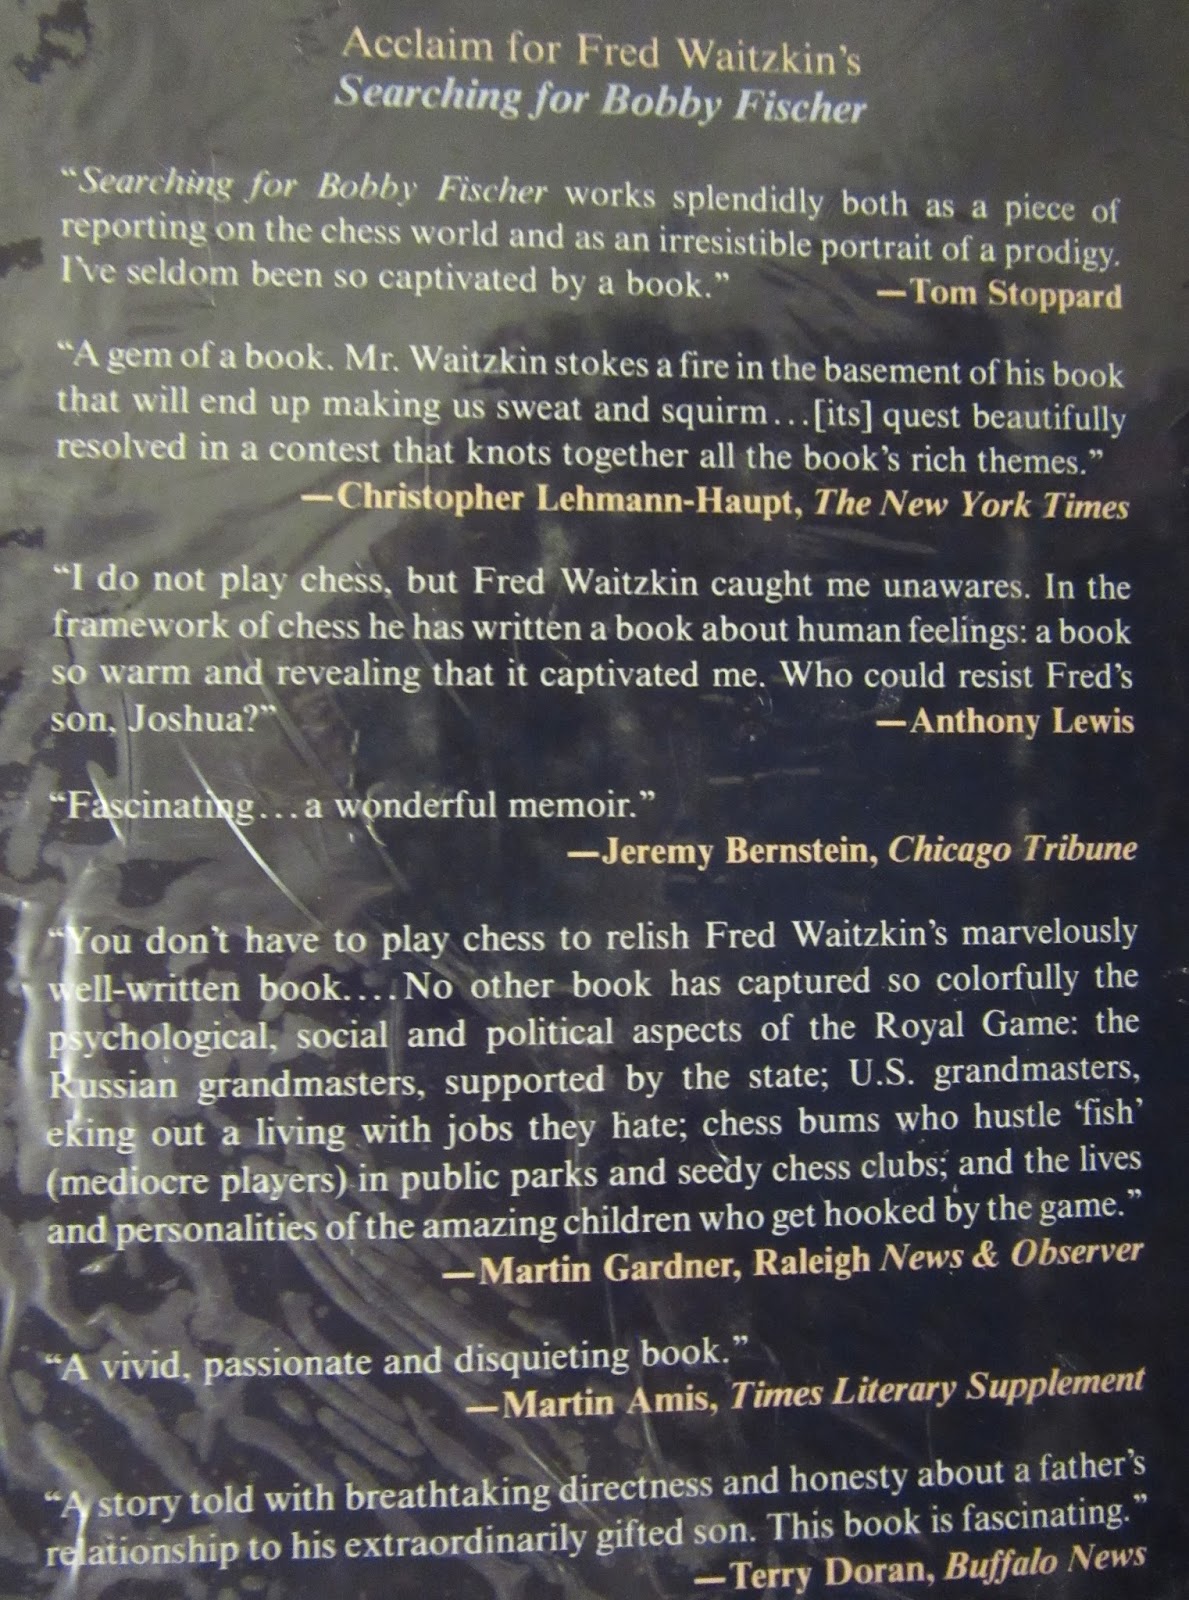 Acclaim for Fred Waitzkin's
Searching for Bobby Fischer
“Searching for Bobby Fischer works splendidly both as a piece of
reporting on the chess world and as an irresistible portrait of a prodigy.
I've seldom been so captivated by a book.” —Tom Stoppard
“A gem of a book. Mr. Waitzkin stokes a fire in the basement of his book
that will end up making us sweat and squirm...[its] quest beautifully
resolved in a contest that knots together all the book's rich themes.”
—Christopher Lehmann-Haupt, The New York Times
“I do not play chess, but Fred Waitzkin caught me unawares. In the
framework of chess he has written a book about human feelings: a book
so warm and revealing that it captivated me. Who could resist Fred's
son, Joshua?” —Anthony Lewis
“Fascinating...a wonderful memoir.”
—Jeremy Bernstein, Chicago Tribune
“You don't have to play chess to relish Fred Waitzkin's marvelously
well-written book....No other book has captured so colorfully the
psychological, social and political aspects of the Royal Game: the
Russian grandmasters, supported by the state; U.S. grandmasters,
eking out a living with jobs they hate; chess bums who hustle ‘fish’
(mediocre players) in public parks and seedy chess clubs; and the lives
and personalities of the amazing children who get hooked by the game.”
—Martin Gardner, Raleigh News & Observer
“A vivid, passionate and disquieting book.”
—Martin Amis, Times Literary Supplement
“A story told with breathtaking directness and honesty about a father's
relationship to his extraordinarily gifted son. This book is fascinating.”
—Terry Doran, Buffalo News